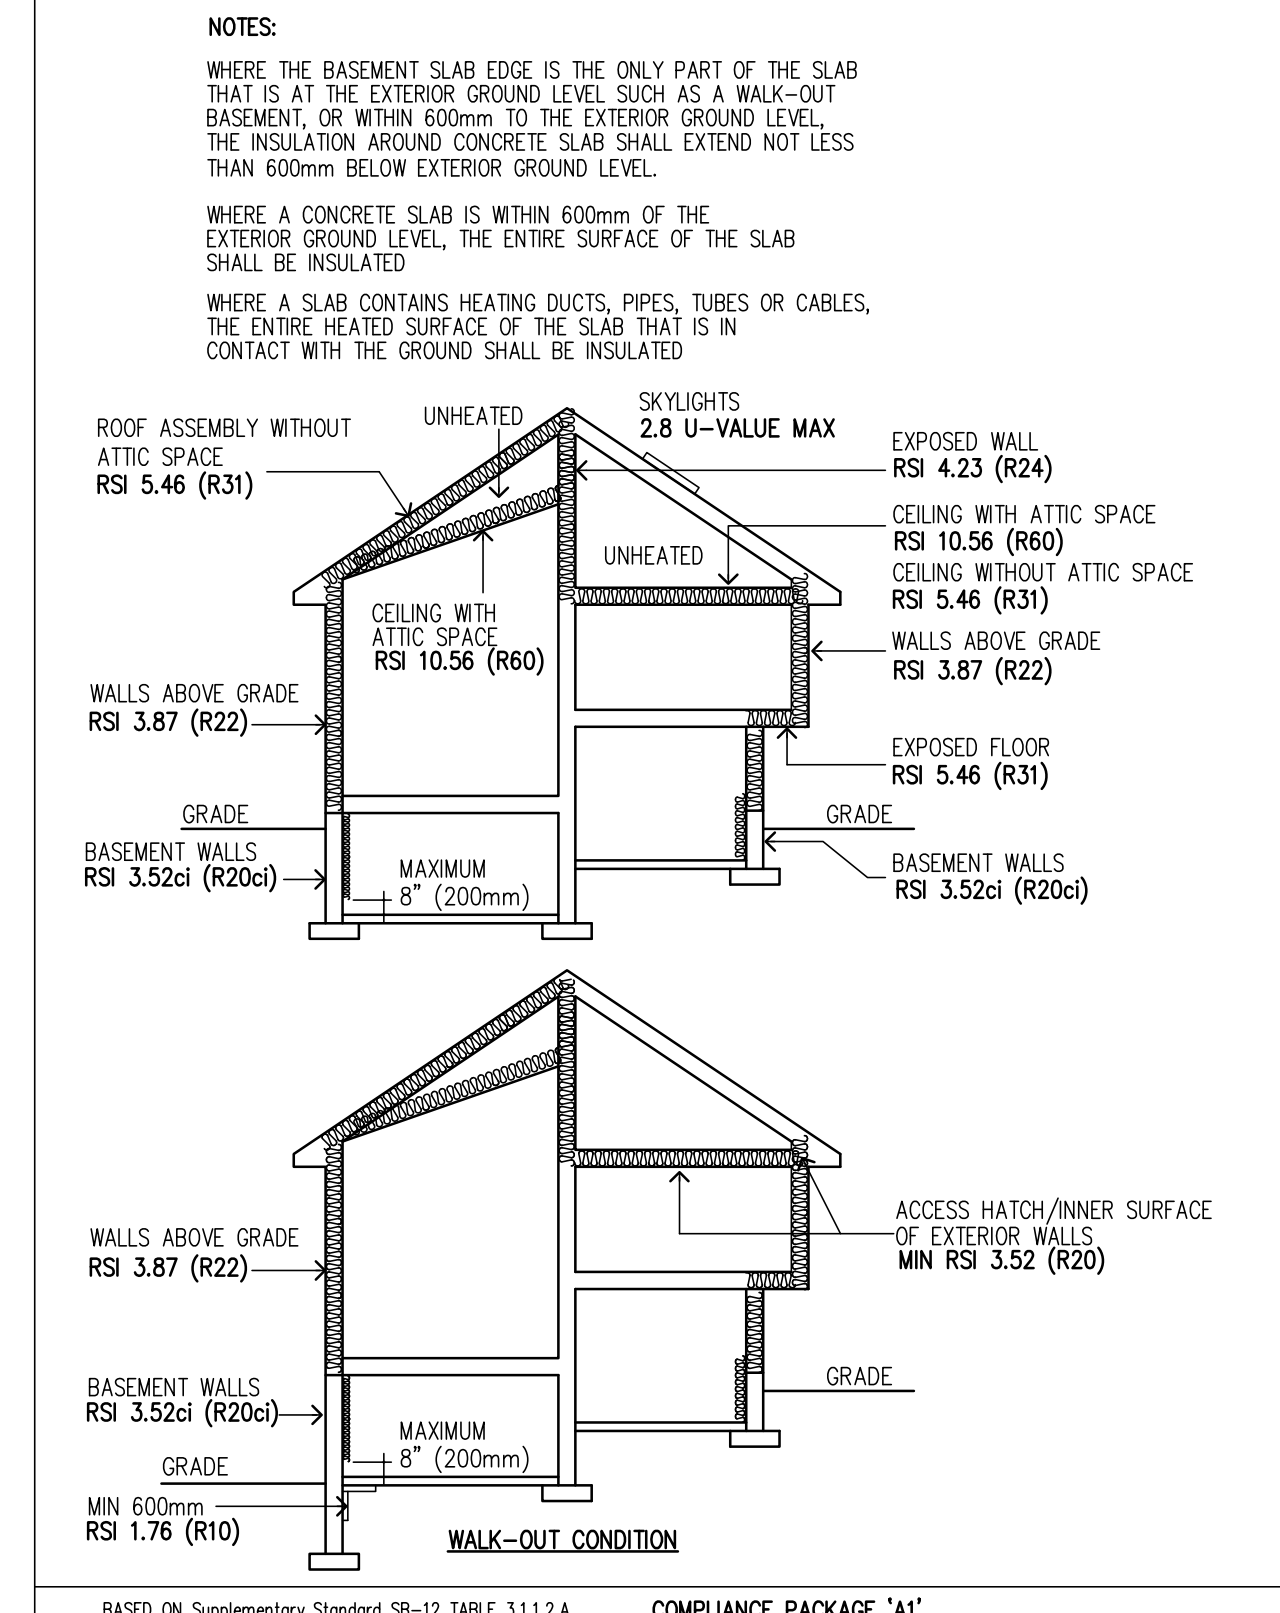 NOTES:
WHERE THE BASEMENT SLAB EDGE IS THE ONLY PART OF THE SLAB
THAT IS AT THE EXTERIOR GROUND LEVEL SUCH AS A WALK-OUT
BASEMENT, OR WITHIN 600mm TO THE EXTERIOR GROUND LEVEL,
THE INSULATION AROUND CONCRETE SLAB SHALL EXTEND NOT LESS
THAN 600mm BELOW EXTERIOR GROUND LEVEL.
WHERE A CONCRETE SLAB IS WITHIN 600mm OF THE
EXTERIOR GROUND LEVEL, THE ENTIRE SURFACE OF THE SLAB
SHALL BE INSULATED
WHERE A SLAB CONTAINS HEATING DUCTS, PIPES, TUBES OR CABLES,
THE ENTIRE HEATED SURFACE OF THE SLAB THAT IS IN
CONTACT WITH THE GROUND SHALL BE INSULATED
ROOF ASSEMBLY WITHOUT
ATTIC SPACE
RSI 5.46 (R31)
UNHEATED
SKYLIGHTS
2.8 U-VALUE MAX
EXPOSED WALL
RSI 4.23 (R24)
CEILING WITH ATTIC SPACE
RSI 10.56 (R60)
CEILING WITHOUT ATTIC SPACE
RSI 5.46 (R31)
UNHEATED
CEILING WITH
ATTIC SPACE
RSI 10.56 (R60)
WALLS ABOVE GRADE
RSI 3.87 (R22)
WALLS ABOVE GRADE
RSI 3.87 (R22)
EXPOSED FLOOR
RSI 5.46 (R31)
GRADE
GRADE
BASEMENT WALLS
RSI 3.52ci (R20ci)
MAXIMUM
8" (200mm)
BASEMENT WALLS
RSI 3.52ci (R20ci)
WALLS ABOVE GRADE
RSI 3.87 (R22)
ACCESS HATCH/INNER SURFACE
OF EXTERIOR WALLS
MIN RSI 3.52 (R20)
BASEMENT WALLS
RSI 3.52ci (R20ci)
GRADE
MAXIMUM
8" (200mm)
GRADE
MIN 600mm
RSI 1.76 (R10)
WALK-OUT CONDITION
BASED ON Supplementary Standard SB-12 TABLE 3.1.1.2.A
COMPLIANCE PACKAGE 'A1'